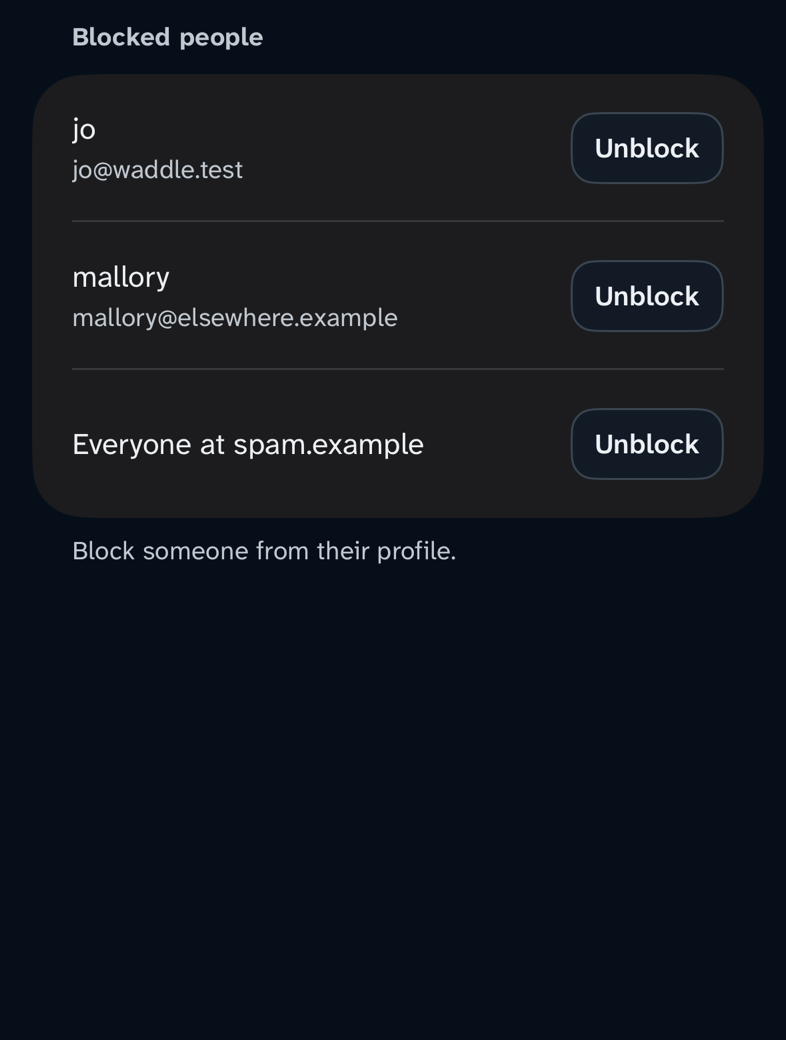 Blocked people
jo
jo@waddle.test
Unblock
mallory
mallory@elsewhere.example
Unblock
Everyone at spam.example
Unblock
Block someone from their profile.